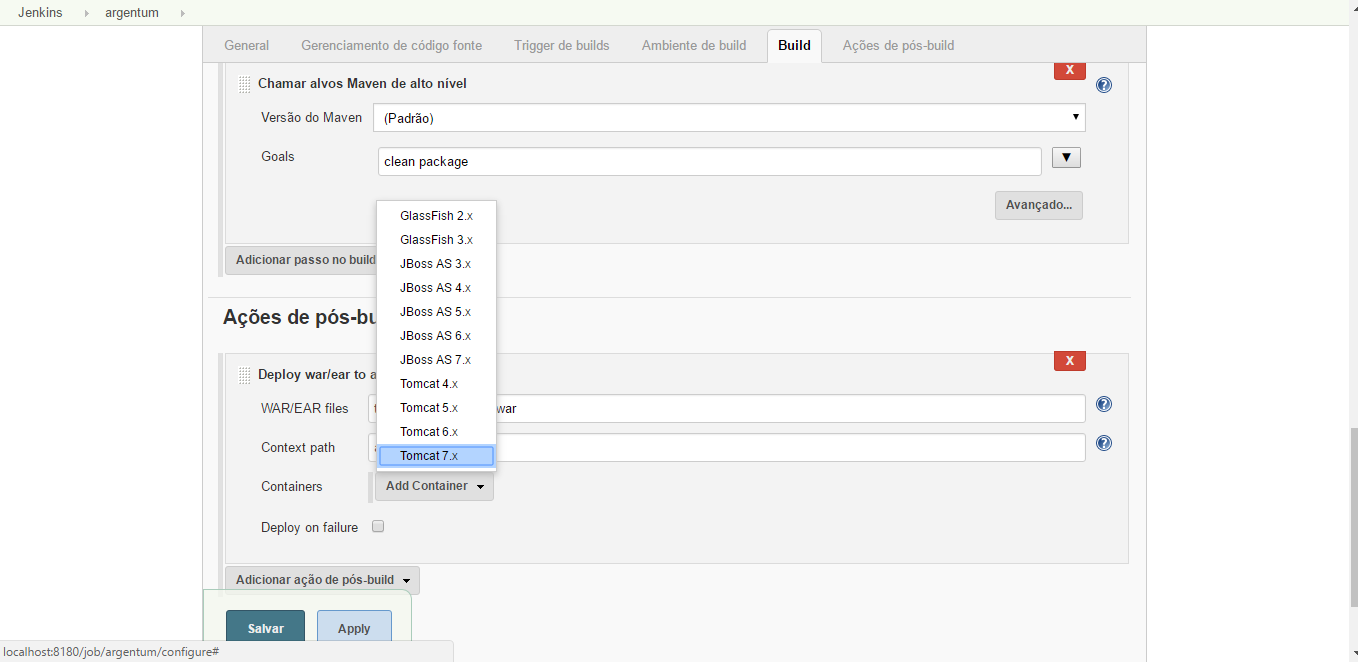 Jenkins argentum
General Gerenciamento de código fonte Trigger de builds Ambiente de build Build Ações de pós-build
X
Chamar alvos Maven de alto nível
?
Versão do Maven (Padrão)
Goals clean package
Avançado...
GlassFish 2.x
GlassFish 3.x
Adicionar passo no build
JBoss AS 3.x
JBoss AS 4.x
JBoss AS 5.x
Ações de pós-bu
JBoss AS 6.x
JBoss AS 7.x
X
Deploy war/ear to a
Tomcat 4.x
WAR/EAR files war
?
Tomcat 5.x
Tomcat 6.x
Context path
?
Tomcat 7.x
Containers Add Container
Deploy on failure
Adicionar ação de pós-build
Salvar Apply
localhost:8180/job/argentum/configure#